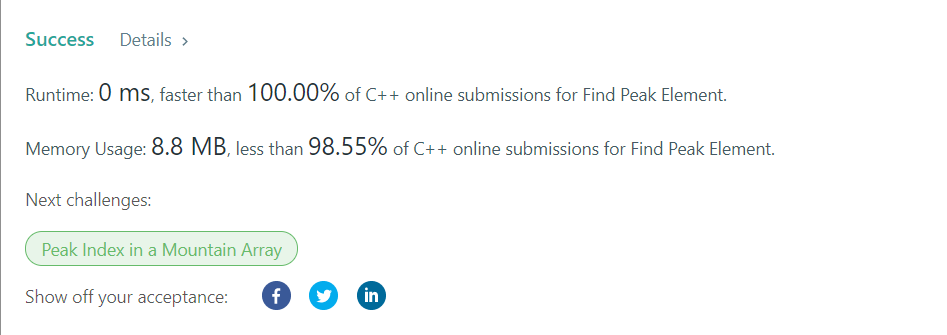 Success Details >
Runtime: 0 ms, faster than 100.00% of C++ online submissions for Find Peak Element.
Memory Usage: 8.8 MB, less than 98.55% of C++ online submissions for Find Peak Element.
Next challenges:
Peak Index in a Mountain Array
Show off your acceptance: f in